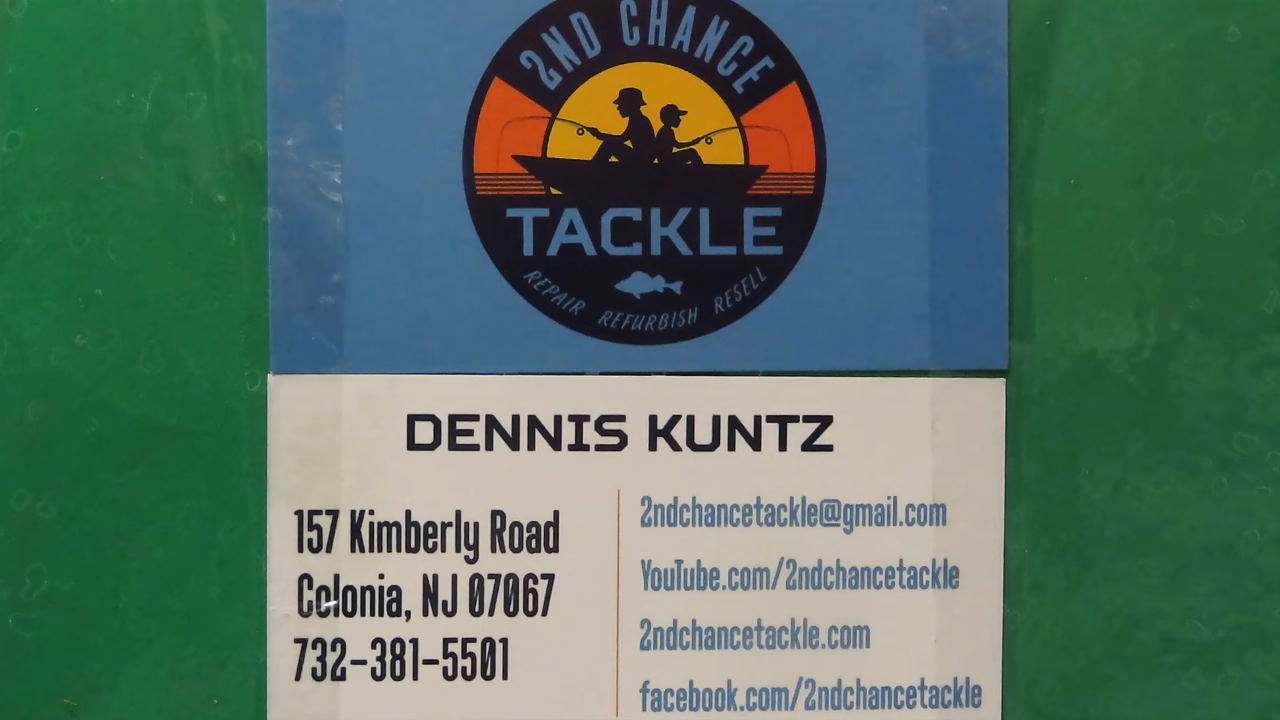 2ND CHANCE
TACKLE
REPAIR REFURBISH RESELL
DENNIS KUNTZ
157 Kimberly Road
Colonia, NJ 07067
732-381-5501
2ndchancetackle@gmail.com
YouTube.com/2ndchancetackle
2ndchancetackle.com
facebook.com/2ndchancetackle